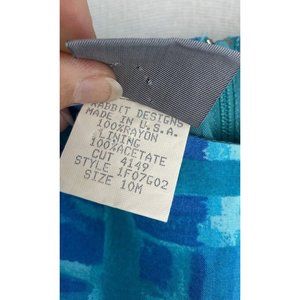 RABBIT DESIGNS
MADE IN U.S.A.
100%RAYON
LINING
100%ACETATE
CUT 4149
STYLE 1F07G02
SIZE 10M